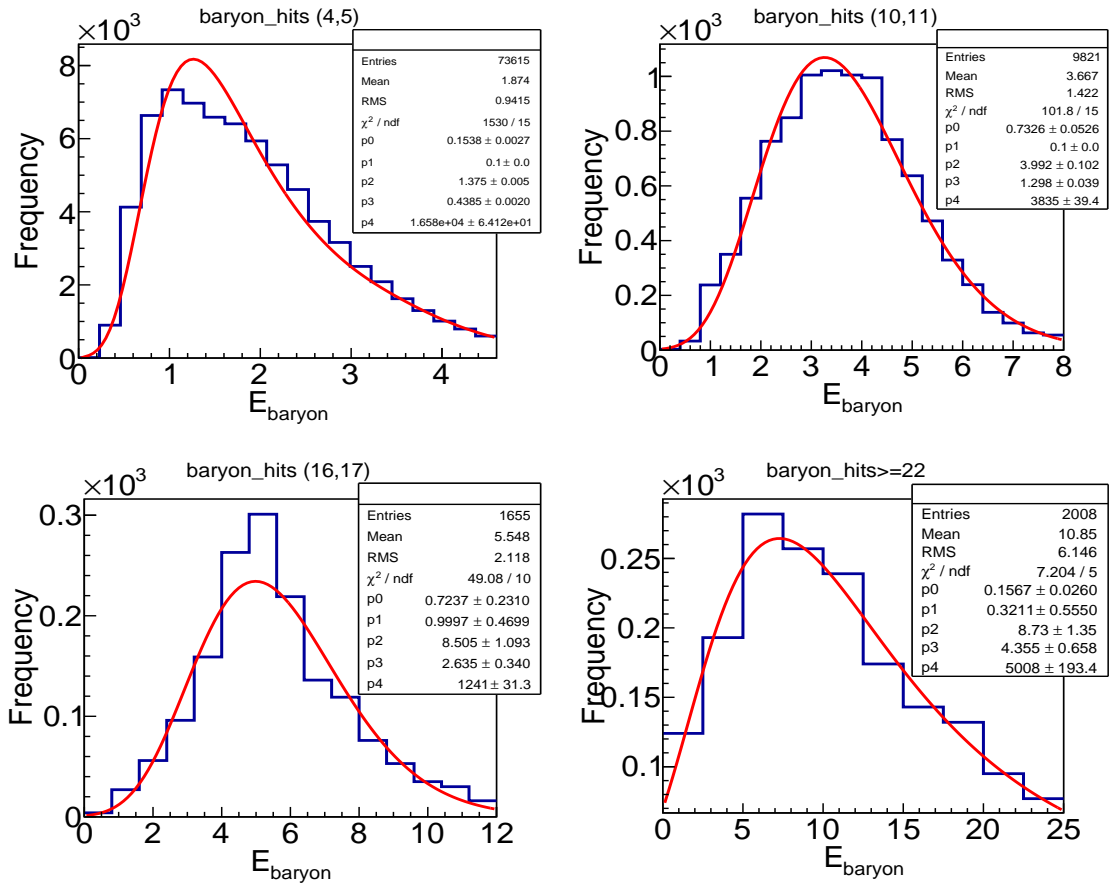 baryon_hits (4,5)
×10³
Entries 73615
Mean 1.874
RMS 0.9415
χ² / ndf 1530 / 15
p0 0.1538 ± 0.0027
p1 0.1 ± 0.0
p2 1.375 ± 0.005
p3 0.4385 ± 0.0020
p4 1.658e+04 ± 6.412e+01
Frequency
8
6
4
2
0
0 1 2 3 4
E_baryon
baryon_hits (10,11)
×10³
Entries 9821
Mean 3.667
RMS 1.422
χ² / ndf 101.8 / 15
p0 0.7326 ± 0.0526
p1 0.1 ± 0.0
p2 3.992 ± 0.102
p3 1.298 ± 0.039
p4 3835 ± 39.4
Frequency
1.0
0.8
0.6
0.4
0.2
0.0
0 1 2 3 4 5 6 7 8
E_baryon
baryon_hits (16,17)
×10³
Entries 1655
Mean 5.548
RMS 2.118
χ² / ndf 49.08 / 10
p0 0.7237 ± 0.2310
p1 0.9997 ± 0.4699
p2 8.505 ± 1.093
p3 2.635 ± 0.340
p4 1241 ± 31.3
Frequency
0.3
0.2
0.1
0
0 2 4 6 8 10 12
E_baryon
baryon_hits>=22
×10³
Entries 2008
Mean 10.85
RMS 6.146
χ² / ndf 7.204 / 5
p0 0.1567 ± 0.0260
p1 0.3211 ± 0.5550
p2 8.73 ± 1.35
p3 4.355 ± 0.658
p4 5008 ± 193.4
Frequency
0.25
0.2
0.15
0.1
0 5 10 15 20 25
E_baryon